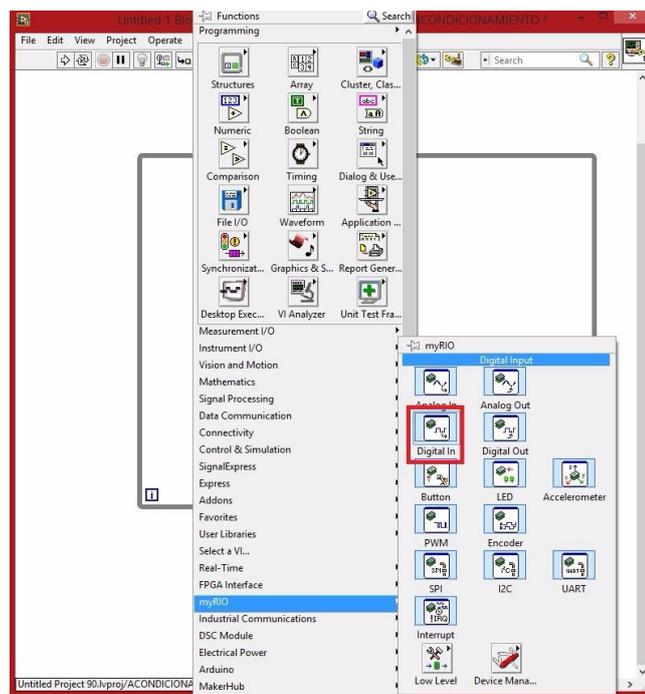 Untitled 1 Blo
ACONDICIONAMIENTO *
File Edit View Project Operate
Search
Functions
Search
Programming
Structures Array Cluster, Clas...
Numeric Boolean String
Comparison Timing Dialog & Use...
File I/O Waveform Application ...
Synchronizat... Graphics & S... Report Gener...
Desktop Exec... VI Analyzer Unit Test Fra...
Measurement I/O
Instrument I/O
Vision and Motion
Mathematics
Signal Processing
Data Communication
Connectivity
Control & Simulation
SignalExpress
Express
Addons
Favorites
User Libraries
Select a VI...
Real-Time
FPGA Interface
myRIO
Industrial Communications
DSC Module
Electrical Power
Arduino
MakerHub
myRIO
Digital Input
Analog In Analog Out
Digital In Digital Out
Button LED Accelerometer
PWM Encoder
SPI I2C UART
Interrupt
Low Level Device Mana...
i
Untitled Project 90.lvproj/ACONDICIONA